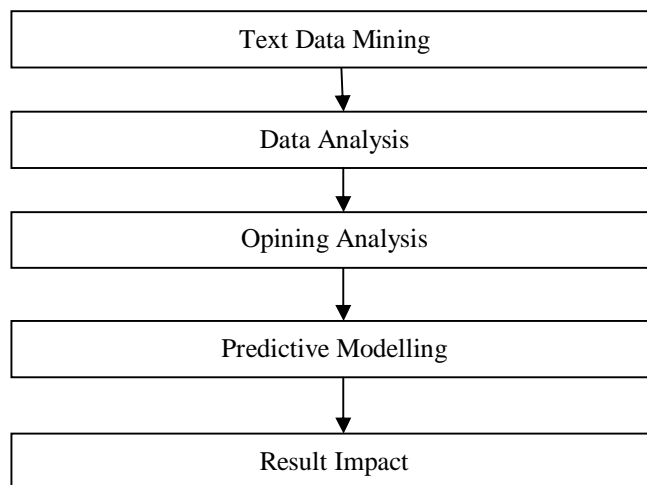 Text Data Mining
Data Analysis
Opining Analysis
Predictive Modelling
Result Impact